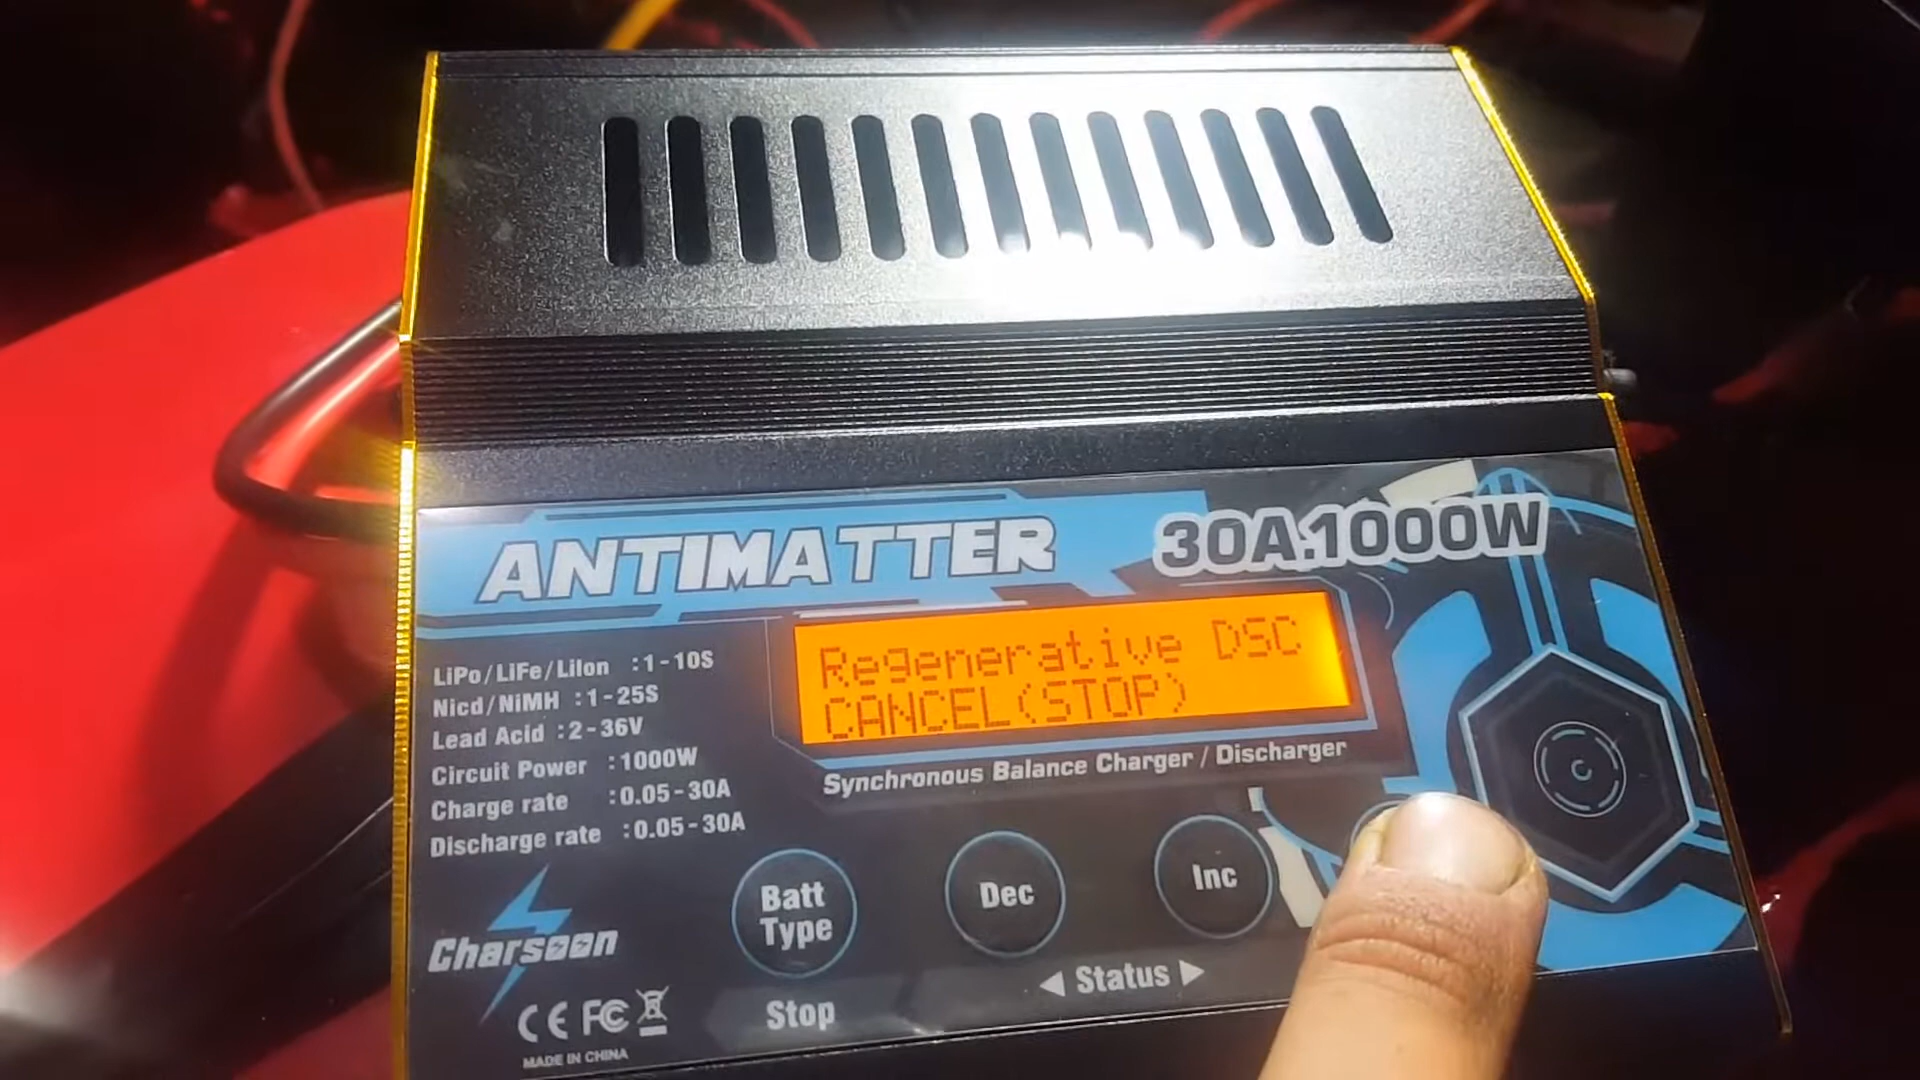 ANTIMATTER 30A.1000W
Regenerative DSC
CANCEL(STOP)
Synchronous Balance Charger / Discharger
LiPo/LiFe/LiIon :1-10S
Nicd/NiMH :1-25S
Lead Acid :2-36V
Circuit Power :1000W
Charge rate :0.05-30A
Discharge rate :0.05-30A
Charsoon
CE FC
MADE IN CHINA
Batt Type
Dec
Inc
Stop
◀ Status ▶